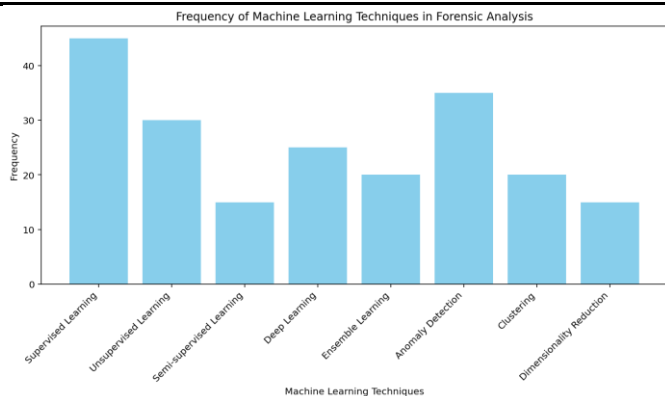 Frequency of Machine Learning Techniques in Forensic Analysis
Frequency
40
30
20
10
0
Supervised Learning
Unsupervised Learning
Semi-supervised Learning
Deep Learning
Ensemble Learning
Anomaly Detection
Clustering
Dimensionality Reduction
Machine Learning Techniques